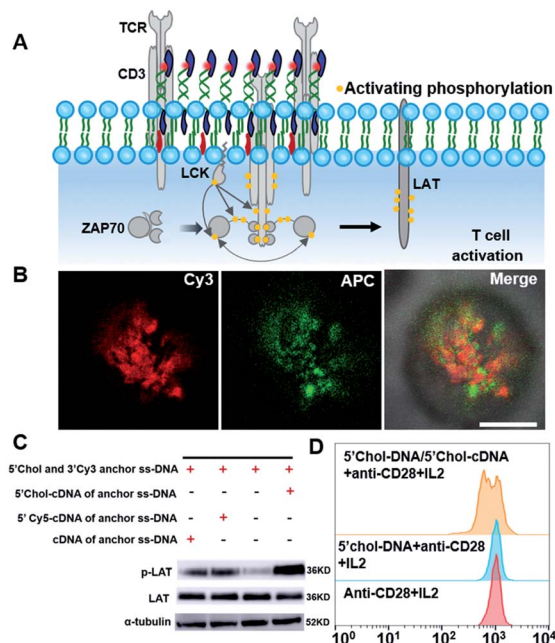 A
TCR
CD3
Activating phosphorylation
LCK
LAT
ZAP70
T cell
activation
B
Cy3
APC
Merge
C
5'Chol and 3'Cy3 anchor ss-DNA + + + +
5'Chol-cDNA of anchor ss-DNA - - - +
5' Cy5-cDNA of anchor ss-DNA - + - -
cDNA of anchor ss-DNA + - - -
p-LAT 36KD
LAT 36KD
α-tubulin 52KD
D
5'Chol-DNA/5'Chol-cDNA
+anti-CD28+IL2
5'chol-DNA+anti-CD28
+IL2
Anti-CD28+IL2
10⁰ 10¹ 10² 10³ 10⁴